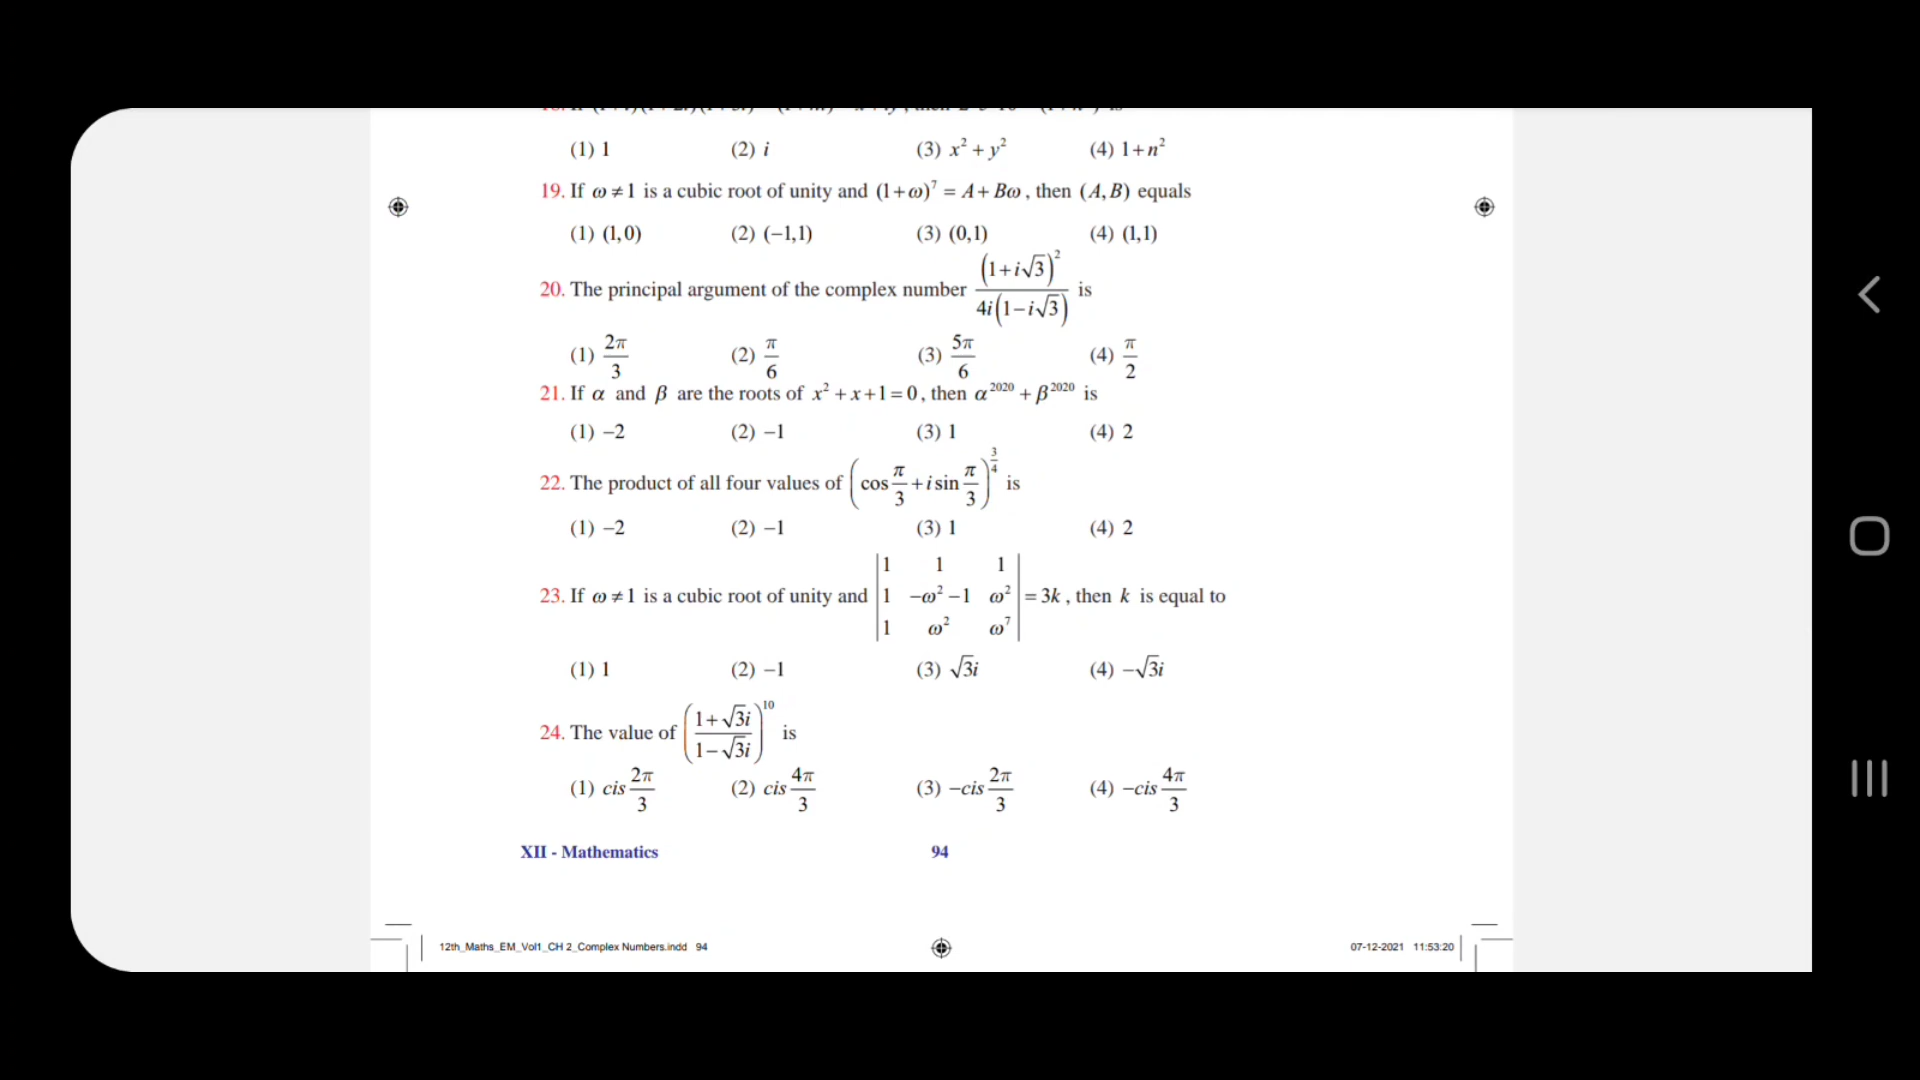 (1) 1 (2) i (3) x² + y² (4) 1+n²
19. If ω ≠ 1 is a cubic root of unity and (1+ω)⁷ = A + Bω, then (A, B) equals
(1) (1,0) (2) (−1,1) (3) (0,1) (4) (1,1)
20. The principal argument of the complex number (1+i√3)² / 4i(1−i√3) is
(1) 2π/3 (2) π/6 (3) 5π/6 (4) π/2
21. If α and β are the roots of x² + x + 1 = 0, then α²⁰²⁰ + β²⁰²⁰ is
(1) −2 (2) −1 (3) 1 (4) 2
22. The product of all four values of (cos π/3 + i sin π/3)^(3/4) is
(1) −2 (2) −1 (3) 1 (4) 2
23. If ω ≠ 1 is a cubic root of unity and |1 1 1; 1 −ω²−1 ω²; 1 ω² ω⁷| = 3k, then k is equal to
(1) 1 (2) −1 (3) √3i (4) −√3i
24. The value of ((1+√3i)/(1−√3i))¹⁰ is
(1) cis 2π/3 (2) cis 4π/3 (3) −cis 2π/3 (4) −cis 4π/3
XII - Mathematics 94
12th_Maths_EM_Vol1_CH 2_Complex Numbers.indd 94 07-12-2021 11:53:20